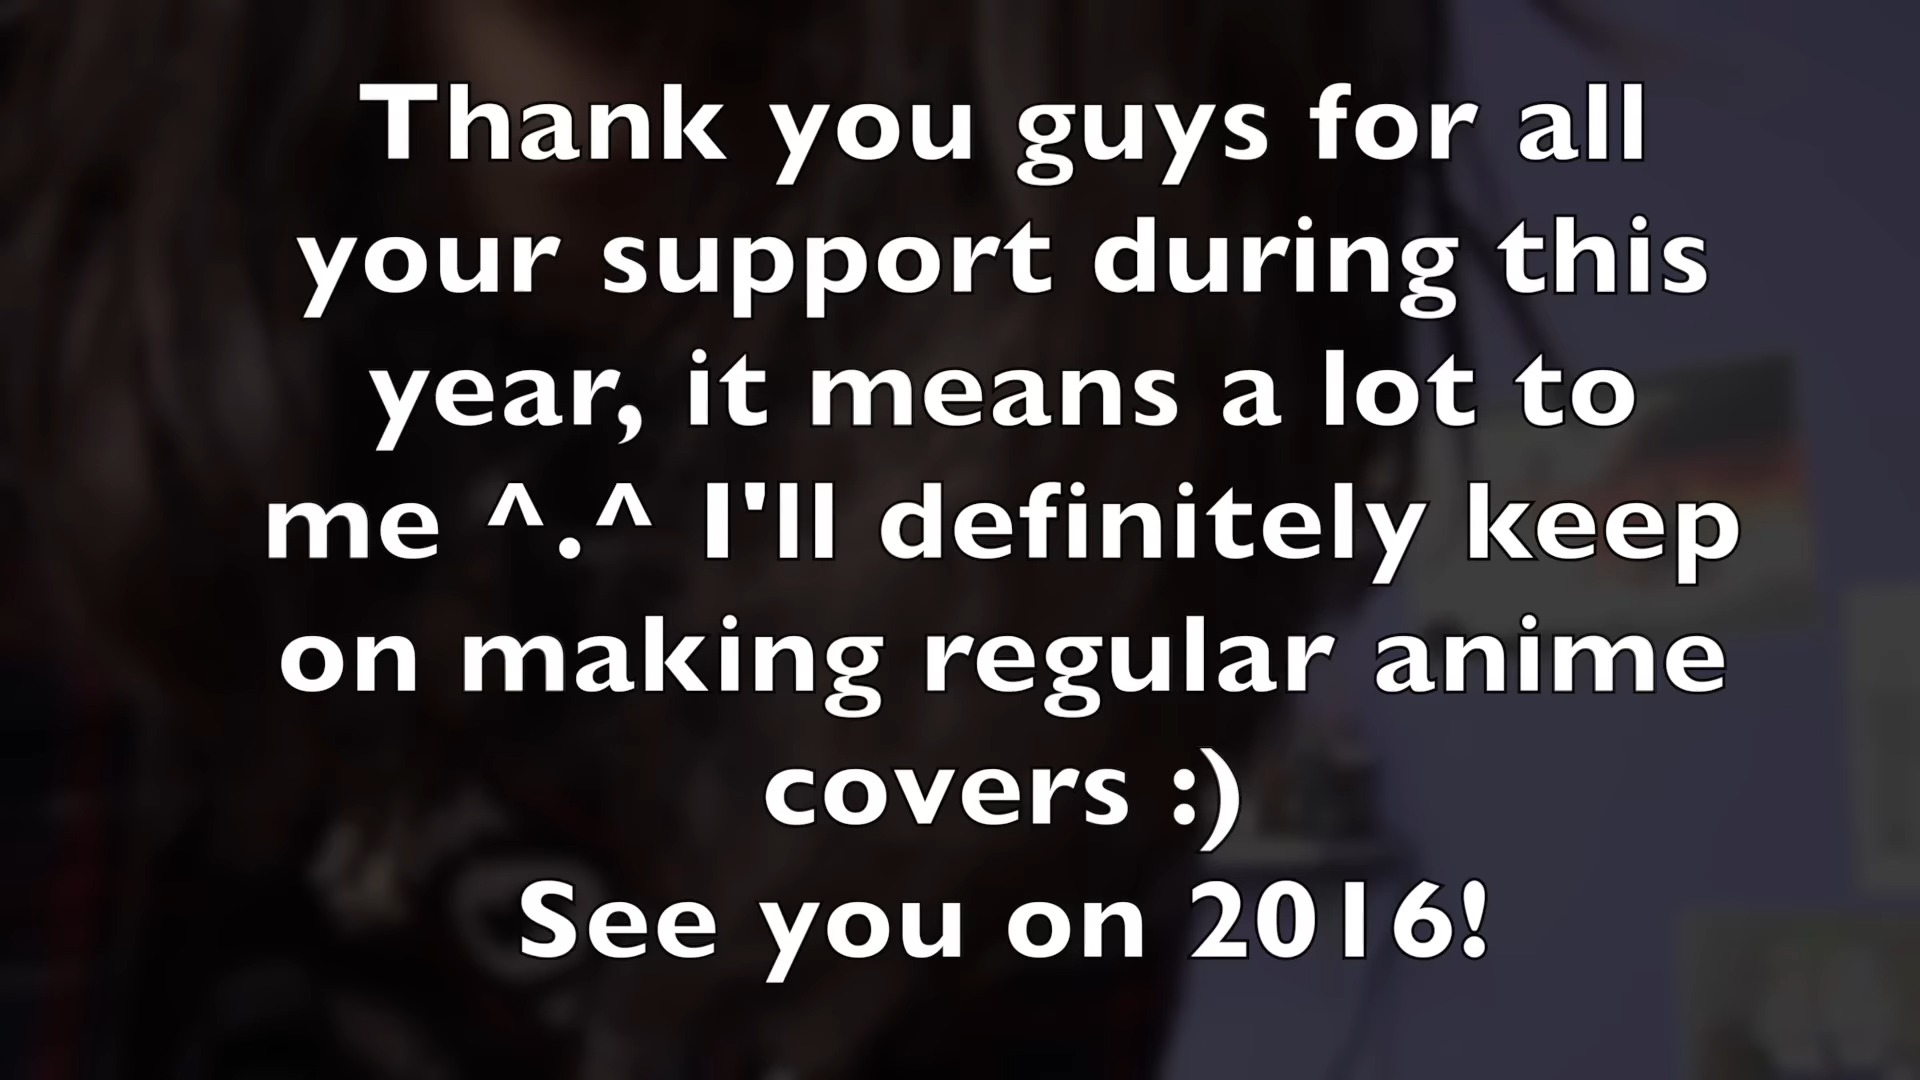 Thank you guys for all
your support during this
year, it means a lot to
me ^.^ I'll definitely keep
on making regular anime
covers :)
See you on 2016!